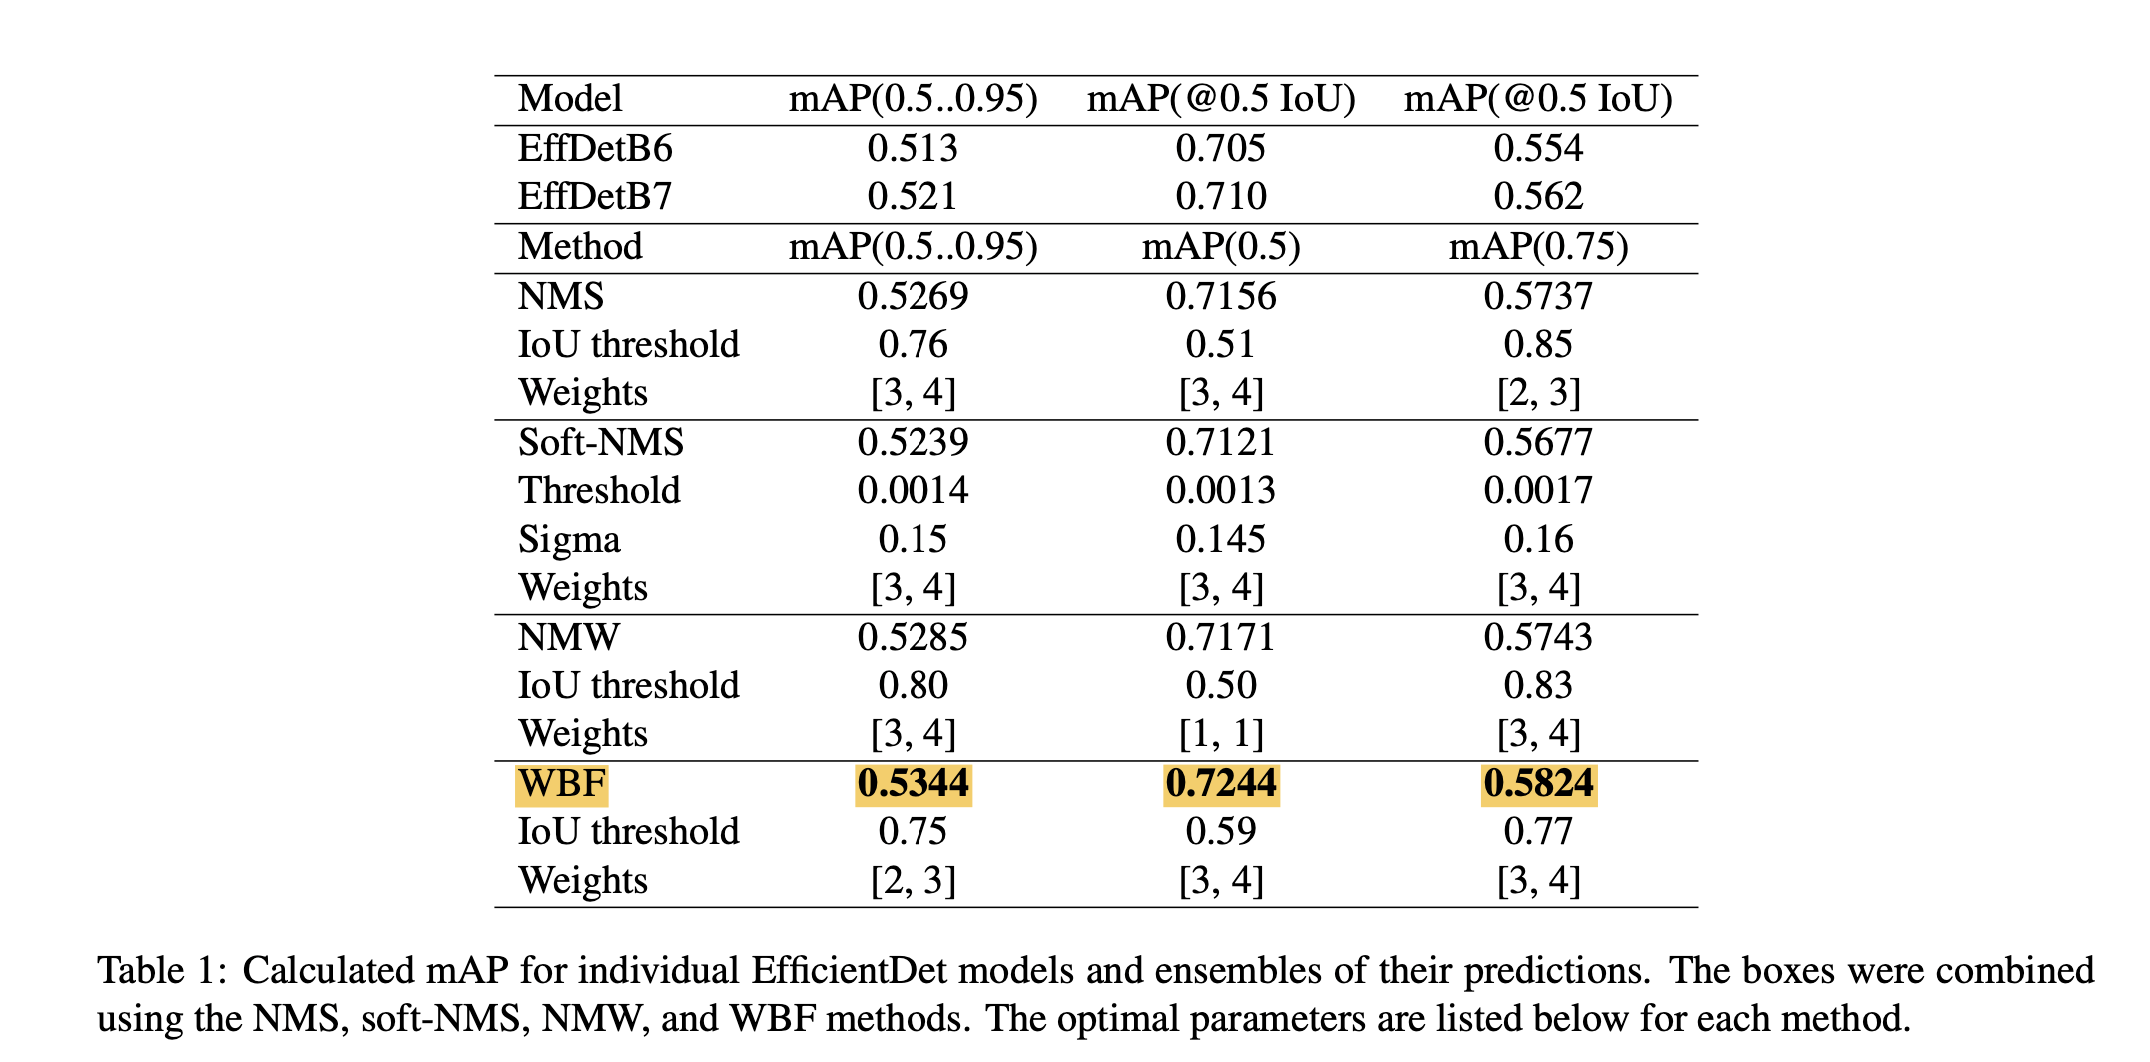 Model mAP(0.5..0.95) mAP(@0.5 IoU) mAP(@0.5 IoU)
EffDetB6 0.513 0.705 0.554
EffDetB7 0.521 0.710 0.562
Method mAP(0.5..0.95) mAP(0.5) mAP(0.75)
NMS 0.5269 0.7156 0.5737
IoU threshold 0.76 0.51 0.85
Weights [3, 4] [3, 4] [2, 3]
Soft-NMS 0.5239 0.7121 0.5677
Threshold 0.0014 0.0013 0.0017
Sigma 0.15 0.145 0.16
Weights [3, 4] [3, 4] [3, 4]
NMW 0.5285 0.7171 0.5743
IoU threshold 0.80 0.50 0.83
Weights [3, 4] [1, 1] [3, 4]
WBF 0.5344 0.7244 0.5824
IoU threshold 0.75 0.59 0.77
Weights [2, 3] [3, 4] [3, 4]
Table 1: Calculated mAP for individual EfficientDet models and ensembles of their predictions. The boxes were combined
using the NMS, soft-NMS, NMW, and WBF methods. The optimal parameters are listed below for each method.